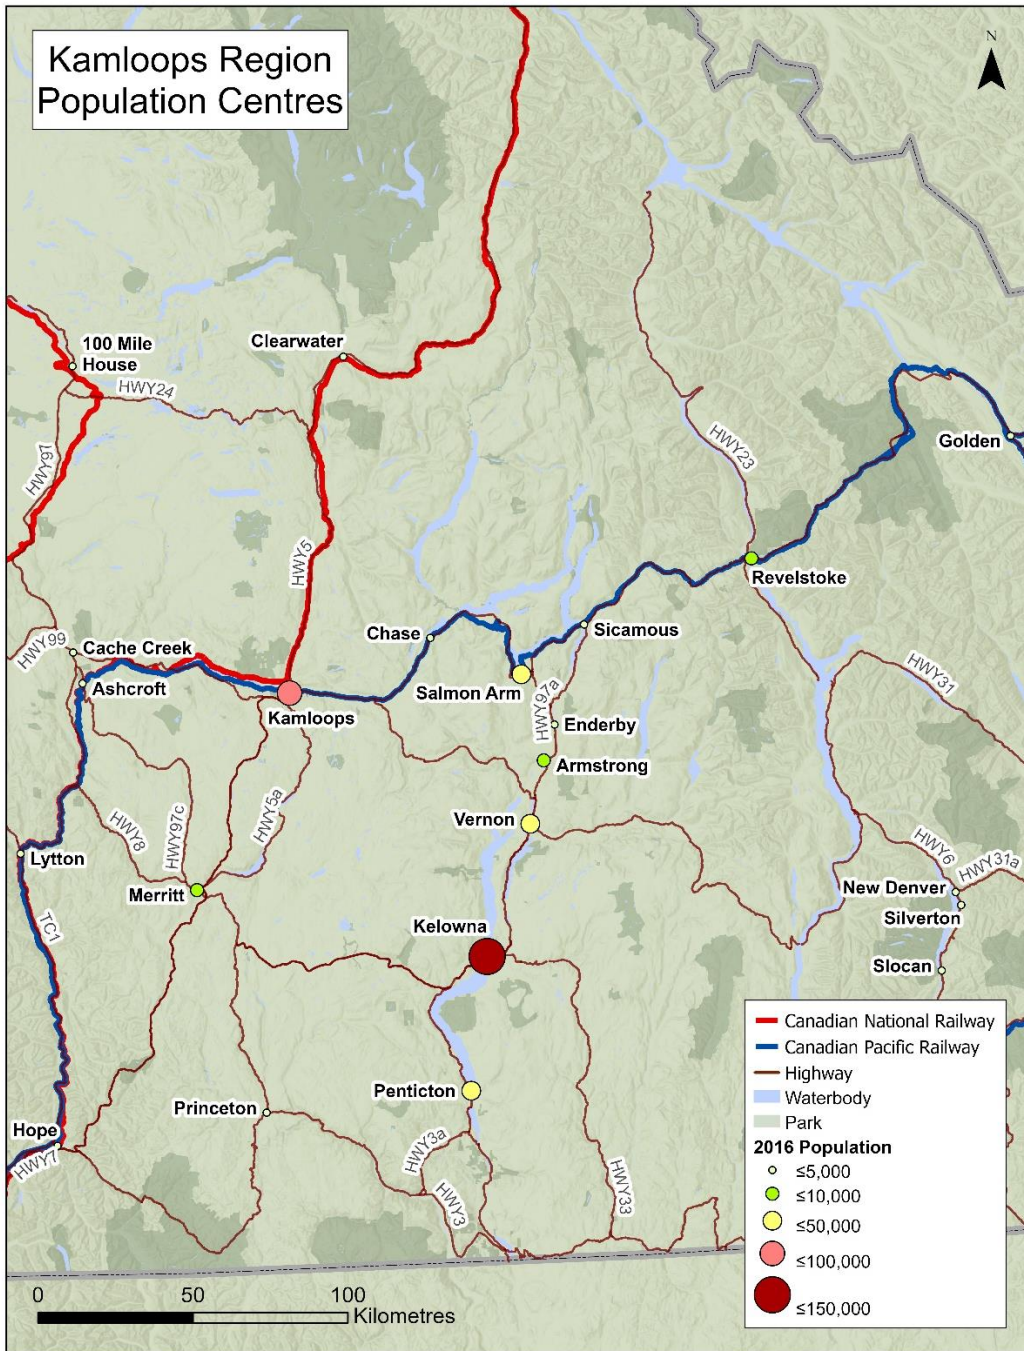 Kamloops Region
Population Centres
N
100 Mile
House
Clearwater
HWY24
HWY97
HWY5
HWY23
Golden
Revelstoke
HWY99
Cache Creek
Ashcroft
Kamloops
Chase
Salmon Arm
Sicamous
HWY97a
Enderby
Armstrong
HWY31
Vernon
HWY8
HWY97c
HWY5a
Lytton
Merritt
TC1
HWY6
HWY31a
New Denver
Silverton
Slocan
Kelowna
Penticton
Princeton
Hope
HWY7
HWY3a
HWY3
HWY33
Canadian National Railway
Canadian Pacific Railway
Highway
Waterbody
Park
2016 Population
≤5,000
≤10,000
≤50,000
≤100,000
≤150,000
0 50 100
Kilometres